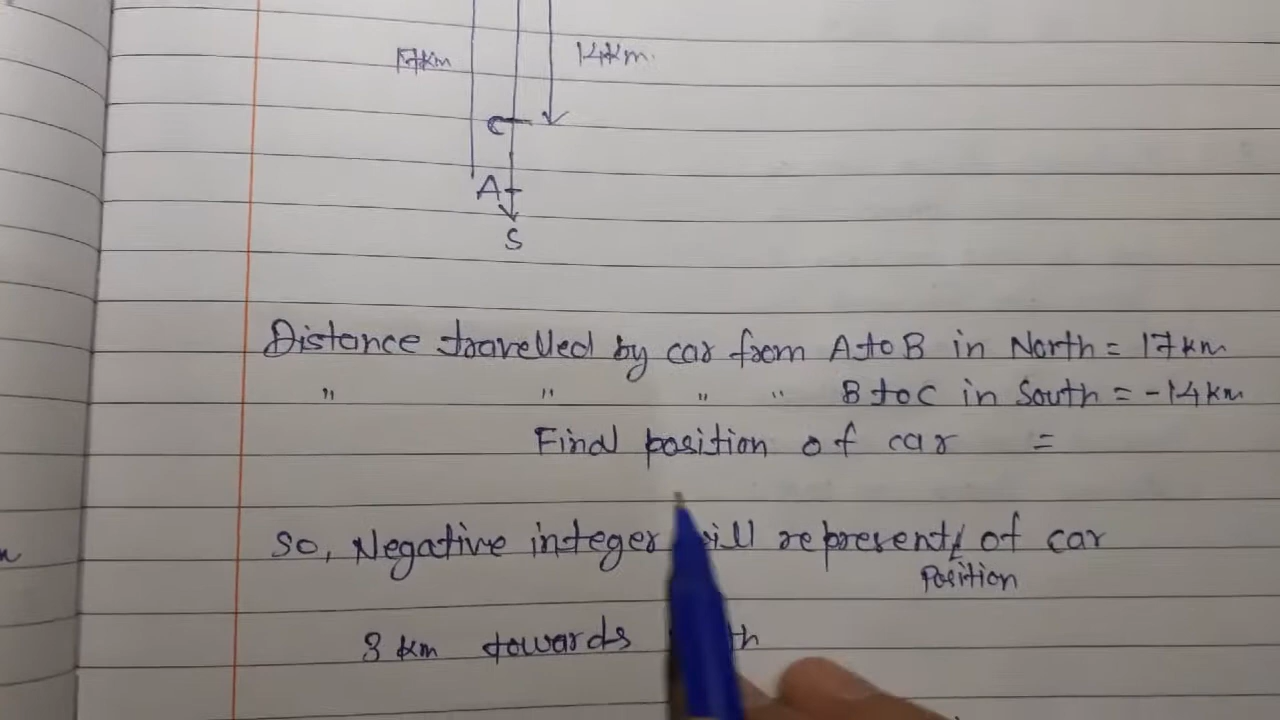 17km
14km.
C
A
S
Distance travelled by car from A to B in North = 17 km
" " " " B to C in South = -14 km
Final position of car =
So, Negative integer will represent of car
Position
3 km towards